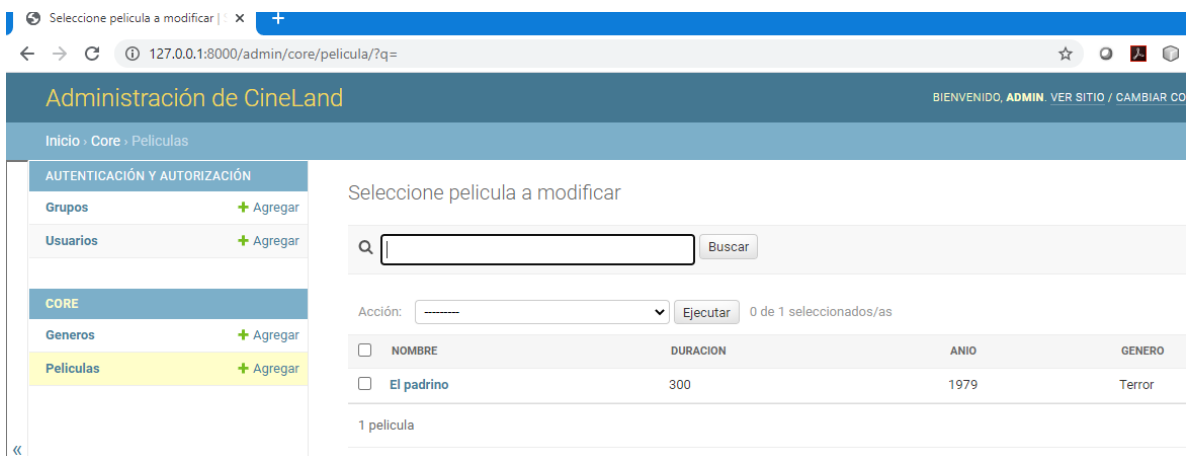 Seleccione pelicula a modificar |
127.0.0.1:8000/admin/core/pelicula/?q=
Administración de CineLand
BIENVENIDO, ADMIN. VER SITIO / CAMBIAR CO
Inicio › Core › Peliculas
AUTENTICACIÓN Y AUTORIZACIÓN
Grupos + Agregar
Usuarios + Agregar
CORE
Generos + Agregar
Peliculas + Agregar
«
Seleccione pelicula a modificar
Buscar
Acción: --------- Ejecutar 0 de 1 seleccionados/as
NOMBRE DURACION ANIO GENERO
El padrino 300 1979 Terror
1 pelicula